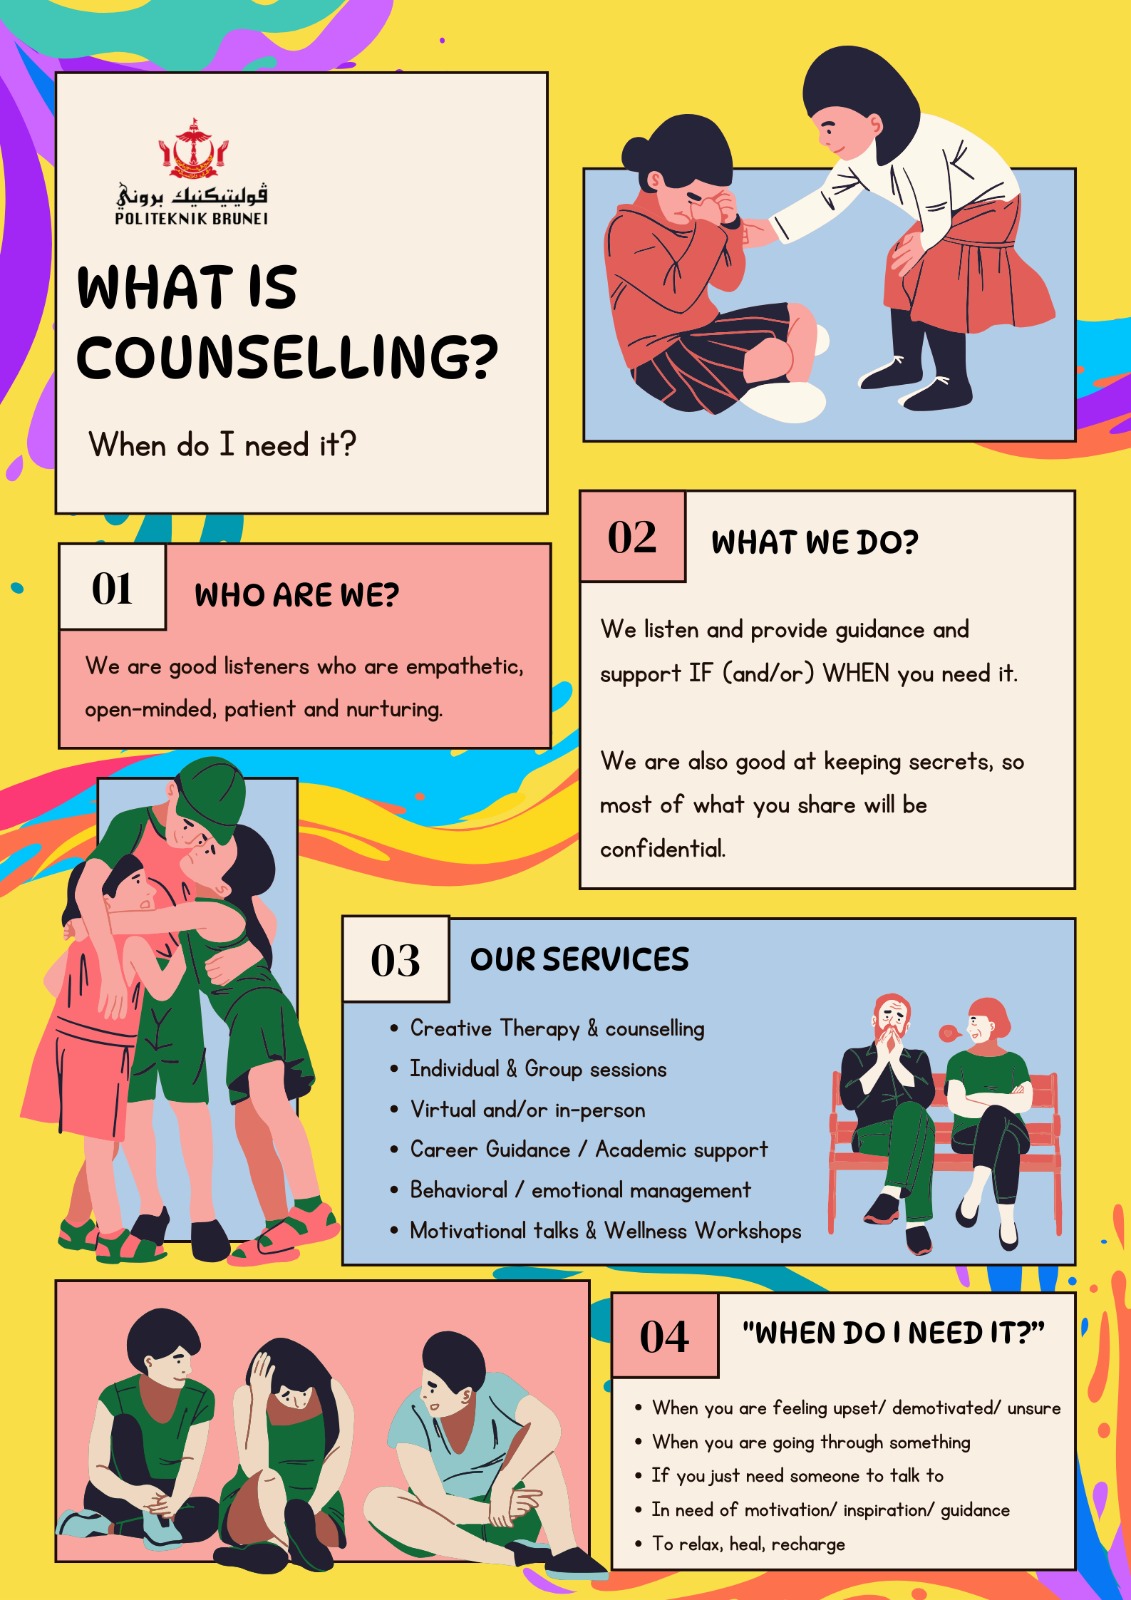 ڤوليتيكنيك بروني
POLITEKNIK BRUNEI
WHAT IS
COUNSELLING?
When do I need it?
01
WHO ARE WE?
We are good listeners who are empathetic,
open-minded, patient and nurturing.
02
WHAT WE DO?
We listen and provide guidance and
support IF (and/or) WHEN you need it.
We are also good at keeping secrets, so
most of what you share will be
confidential.
03
OUR SERVICES
• Creative Therapy & counselling
• Individual & Group sessions
• Virtual and/or in-person
• Career Guidance / Academic support
• Behavioral / emotional management
• Motivational talks & Wellness Workshops
04
"WHEN DO I NEED IT?”
• When you are feeling upset/ demotivated/ unsure
• When you are going through something
• If you just need someone to talk to
• In need of motivation/ inspiration/ guidance
• To relax, heal, recharge